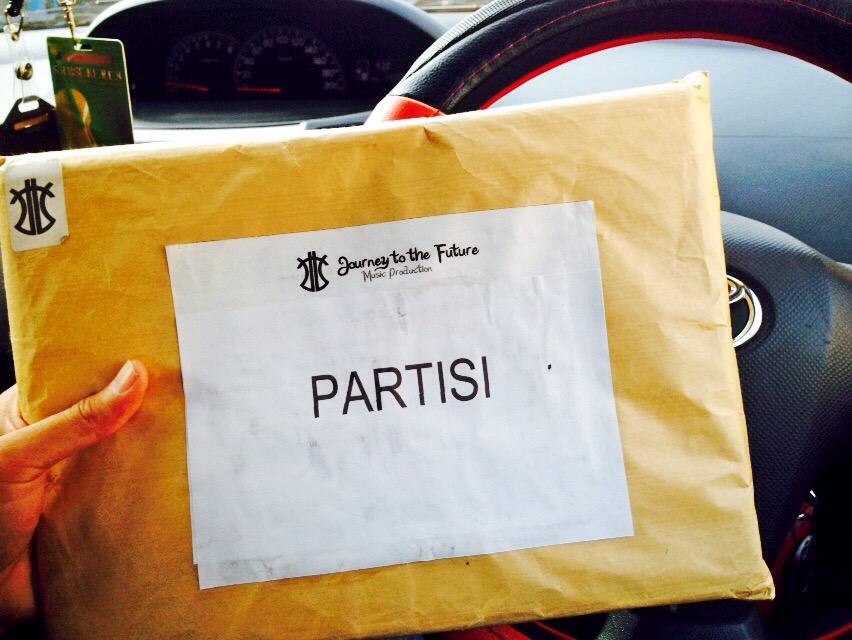 Journey to the Future
Music Production
PARTISI